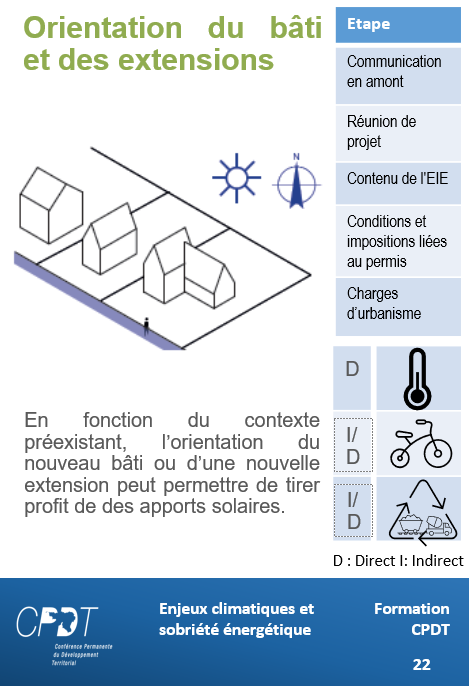 Orientation du bâti
et des extensions
Etape
Communication
en amont
Réunion de
projet
Contenu de l'EIE
Conditions et
impositions liées
au permis
Charges
d'urbanisme
N
D
I/
D
I/
D
En fonction du contexte
préexistant, l'orientation du
nouveau bâti ou d'une nouvelle
extension peut permettre de tirer
profit de des apports solaires.
D : Direct I: Indirect
CPDT
Conférence Permanente
du Développement
Territorial
Enjeux climatiques et
sobriété énergétique
Formation
CPDT
22